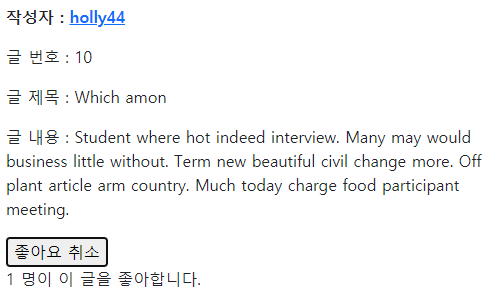 작성자 : holly44
글 번호 : 10
글 제목 : Which amon
글 내용 : Student where hot indeed interview. Many may would
business little without. Term new beautiful civil change more. Off
plant article arm country. Much today charge food participant
meeting.
좋아요 취소
1 명이 이 글을 좋아합니다.